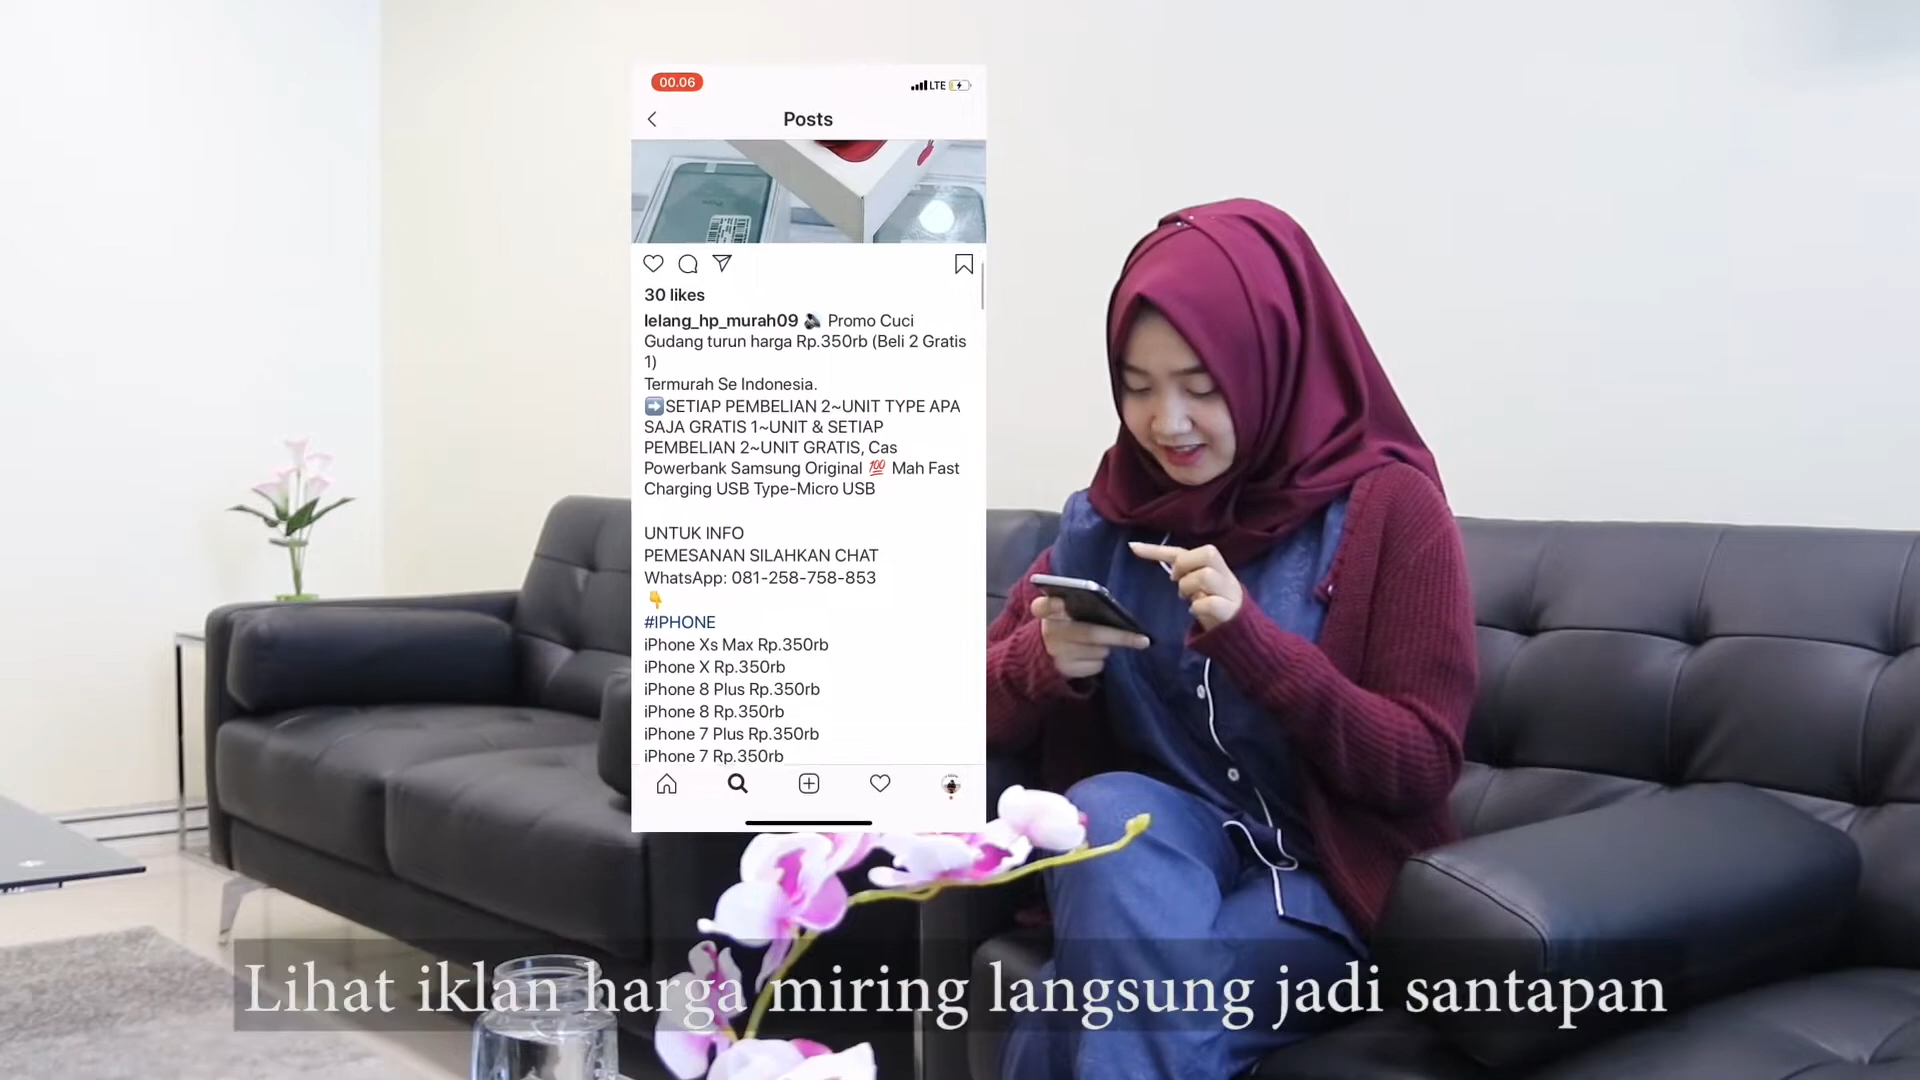 00.06
LTE
Posts
30 likes
lelang_hp_murah09 Promo Cuci
Gudang turun harga Rp.350rb (Beli 2 Gratis
1)
Termurah Se Indonesia.
➡️SETIAP PEMBELIAN 2~UNIT TYPE APA
SAJA GRATIS 1~UNIT & SETIAP
PEMBELIAN 2~UNIT GRATIS, Cas
Powerbank Samsung Original 💯 Mah Fast
Charging USB Type-Micro USB
UNTUK INFO
PEMESANAN SILAHKAN CHAT
WhatsApp: 081-258-758-853
👇
#IPHONE
iPhone Xs Max Rp.350rb
iPhone X Rp.350rb
iPhone 8 Plus Rp.350rb
iPhone 8 Rp.350rb
iPhone 7 Plus Rp.350rb
iPhone 7 Rp.350rb
Lihat iklan harga miring langsung jadi santapan